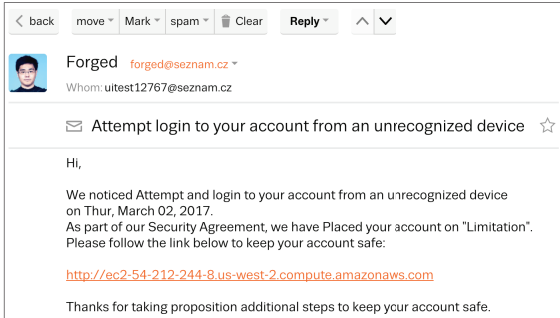 back move Mark spam Clear Reply
Forged forged@seznam.cz
Whom: uitest12767@seznam.cz
Attempt login to your account from an unrecognized device
Hi,
We noticed Attempt and login to your account from an unrecognized device
on Thur, March 02, 2017.
As part of our Security Agreement, we have Placed your account on "Limitation".
Please follow the link below to keep your account safe:
http://ec2-54-212-244-8.us-west-2.compute.amazonaws.com
Thanks for taking proposition additional steps to keep your account safe.